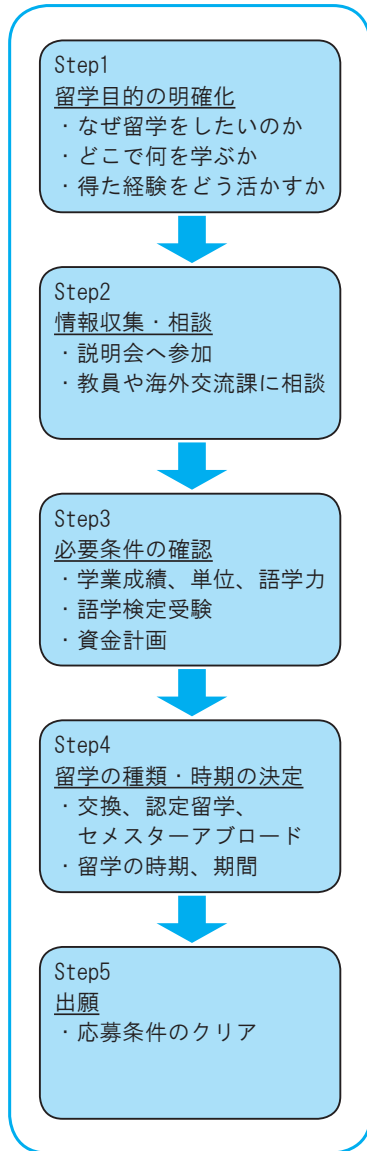 Step1
留学目的の明確化
・なぜ留学をしたいのか
・どこで何を学ぶか
・得た経験をどう活かすか
Step2
情報収集・相談
・説明会へ参加
・教員や海外交流課に相談
Step3
必要条件の確認
・学業成績、単位、語学力
・語学検定受験
・資金計画
Step4
留学の種類・時期の決定
・交換、認定留学、
セメスターアブロード
・留学の時期、期間
Step5
出願
・応募条件のクリア